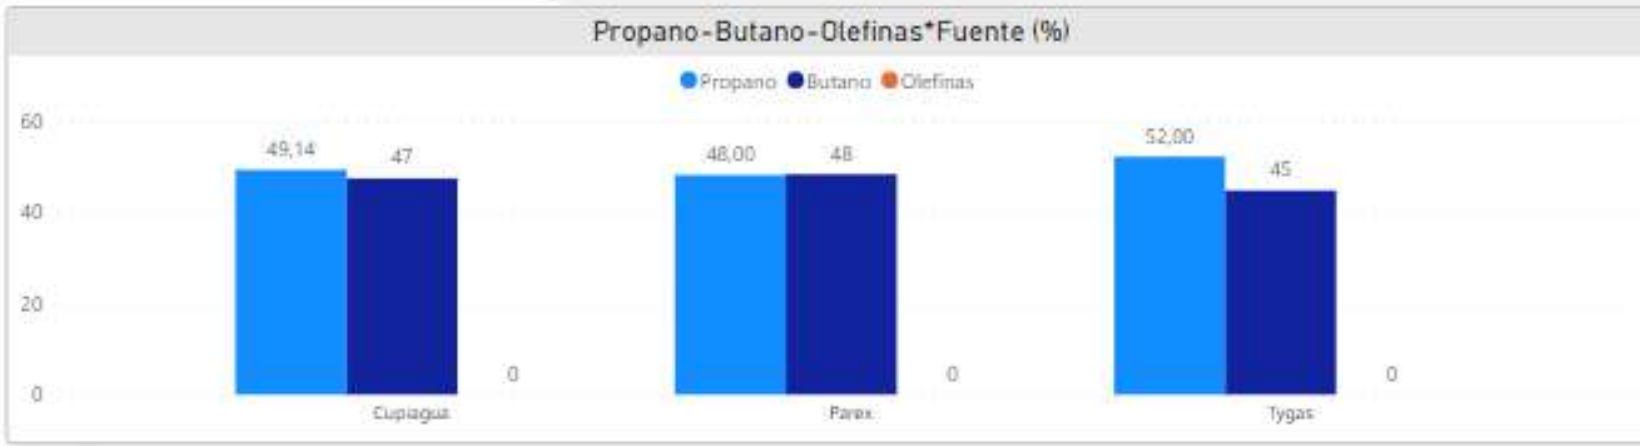 Propano-Butano-Olefinas*Fuente (%)
Propano Butano Olefinas
60
49,14 47 48,00 48 52,00 45
40
20
0 0 0
0
Cupiagua Parex Tygas